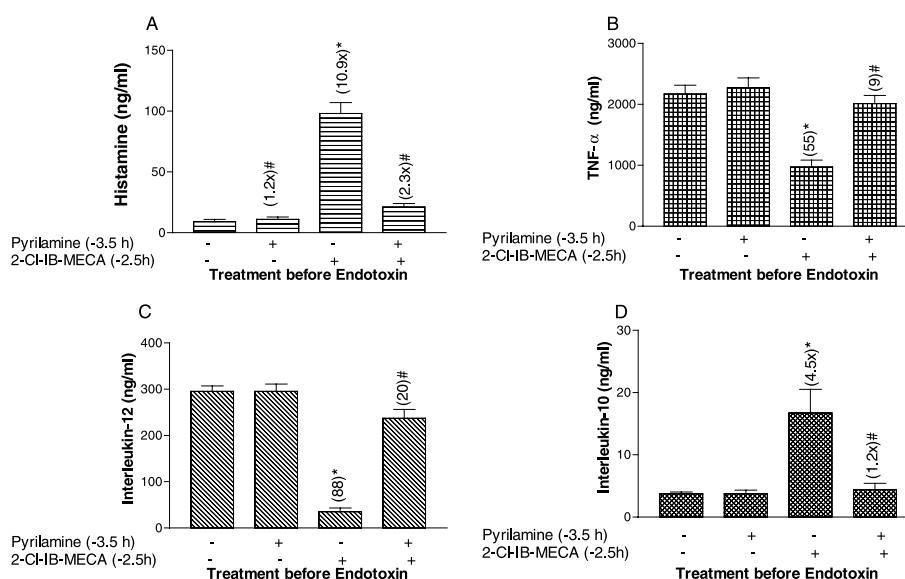 A
Histamine (ng/ml)
150
100
50
0
(1.2x)#
(10.9x)*
(2.3x)#
Pyrilamine (-3.5 h) - + - +
2-Cl-IB-MECA (-2.5h) - - + +
Treatment before Endotoxin
B
TNF-α (ng/ml)
3000
2000
1000
0
(55)*
(9)#
Pyrilamine (-3.5 h) - + - +
2-Cl-IB-MECA (-2.5h) - - + +
Treatment before Endotoxin
C
Interleukin-12 (ng/ml)
400
300
200
100
0
(88)*
(20)#
Pyrilamine (-3.5 h) - + - +
2-Cl-IB-MECA (-2.5h) - - + +
Treatment before Endotoxin
D
Interleukin-10 (ng/ml)
30
20
10
0
(4.5x)*
(1.2x)#
Pyrilamine (-3.5 h) - + - +
2-Cl-IB-MECA (-2.5h) - - + +
Treatment before Endotoxin